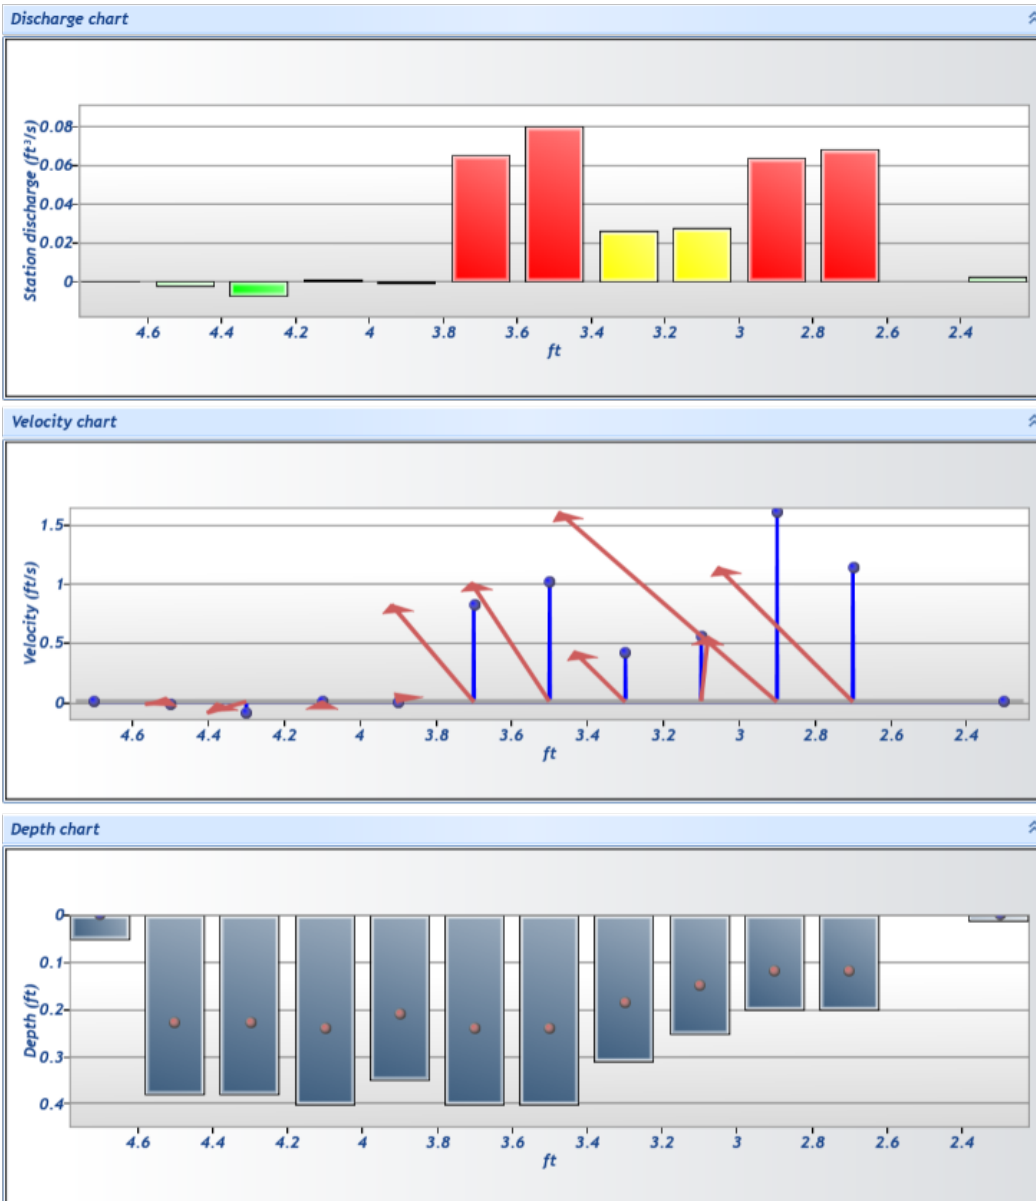 Discharge chart
Station discharge (ft³/s)
0.08
0.06
0.04
0.02
0
4.6 4.4 4.2 4 3.8 3.6 3.4 3.2 3 2.8 2.6 2.4
ft
Velocity chart
Velocity (ft/s)
1.5
1
0.5
0
4.6 4.4 4.2 4 3.8 3.6 3.4 3.2 3 2.8 2.6 2.4
ft
Depth chart
Depth (ft)
0
0.1
0.2
0.3
0.4
4.6 4.4 4.2 4 3.8 3.6 3.4 3.2 3 2.8 2.6 2.4
ft